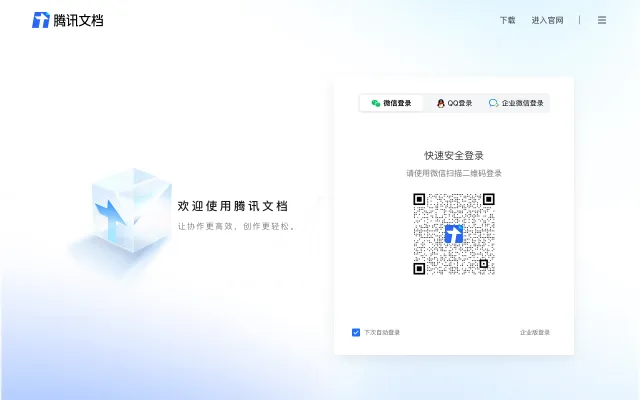 腾讯文档
下载
进入官网
微信登录
QQ登录
企业微信登录
快速安全登录
请使用微信扫描二维码登录
欢迎使用腾讯文档
让协作更高效，创作更轻松。
下次自动登录
企业版登录